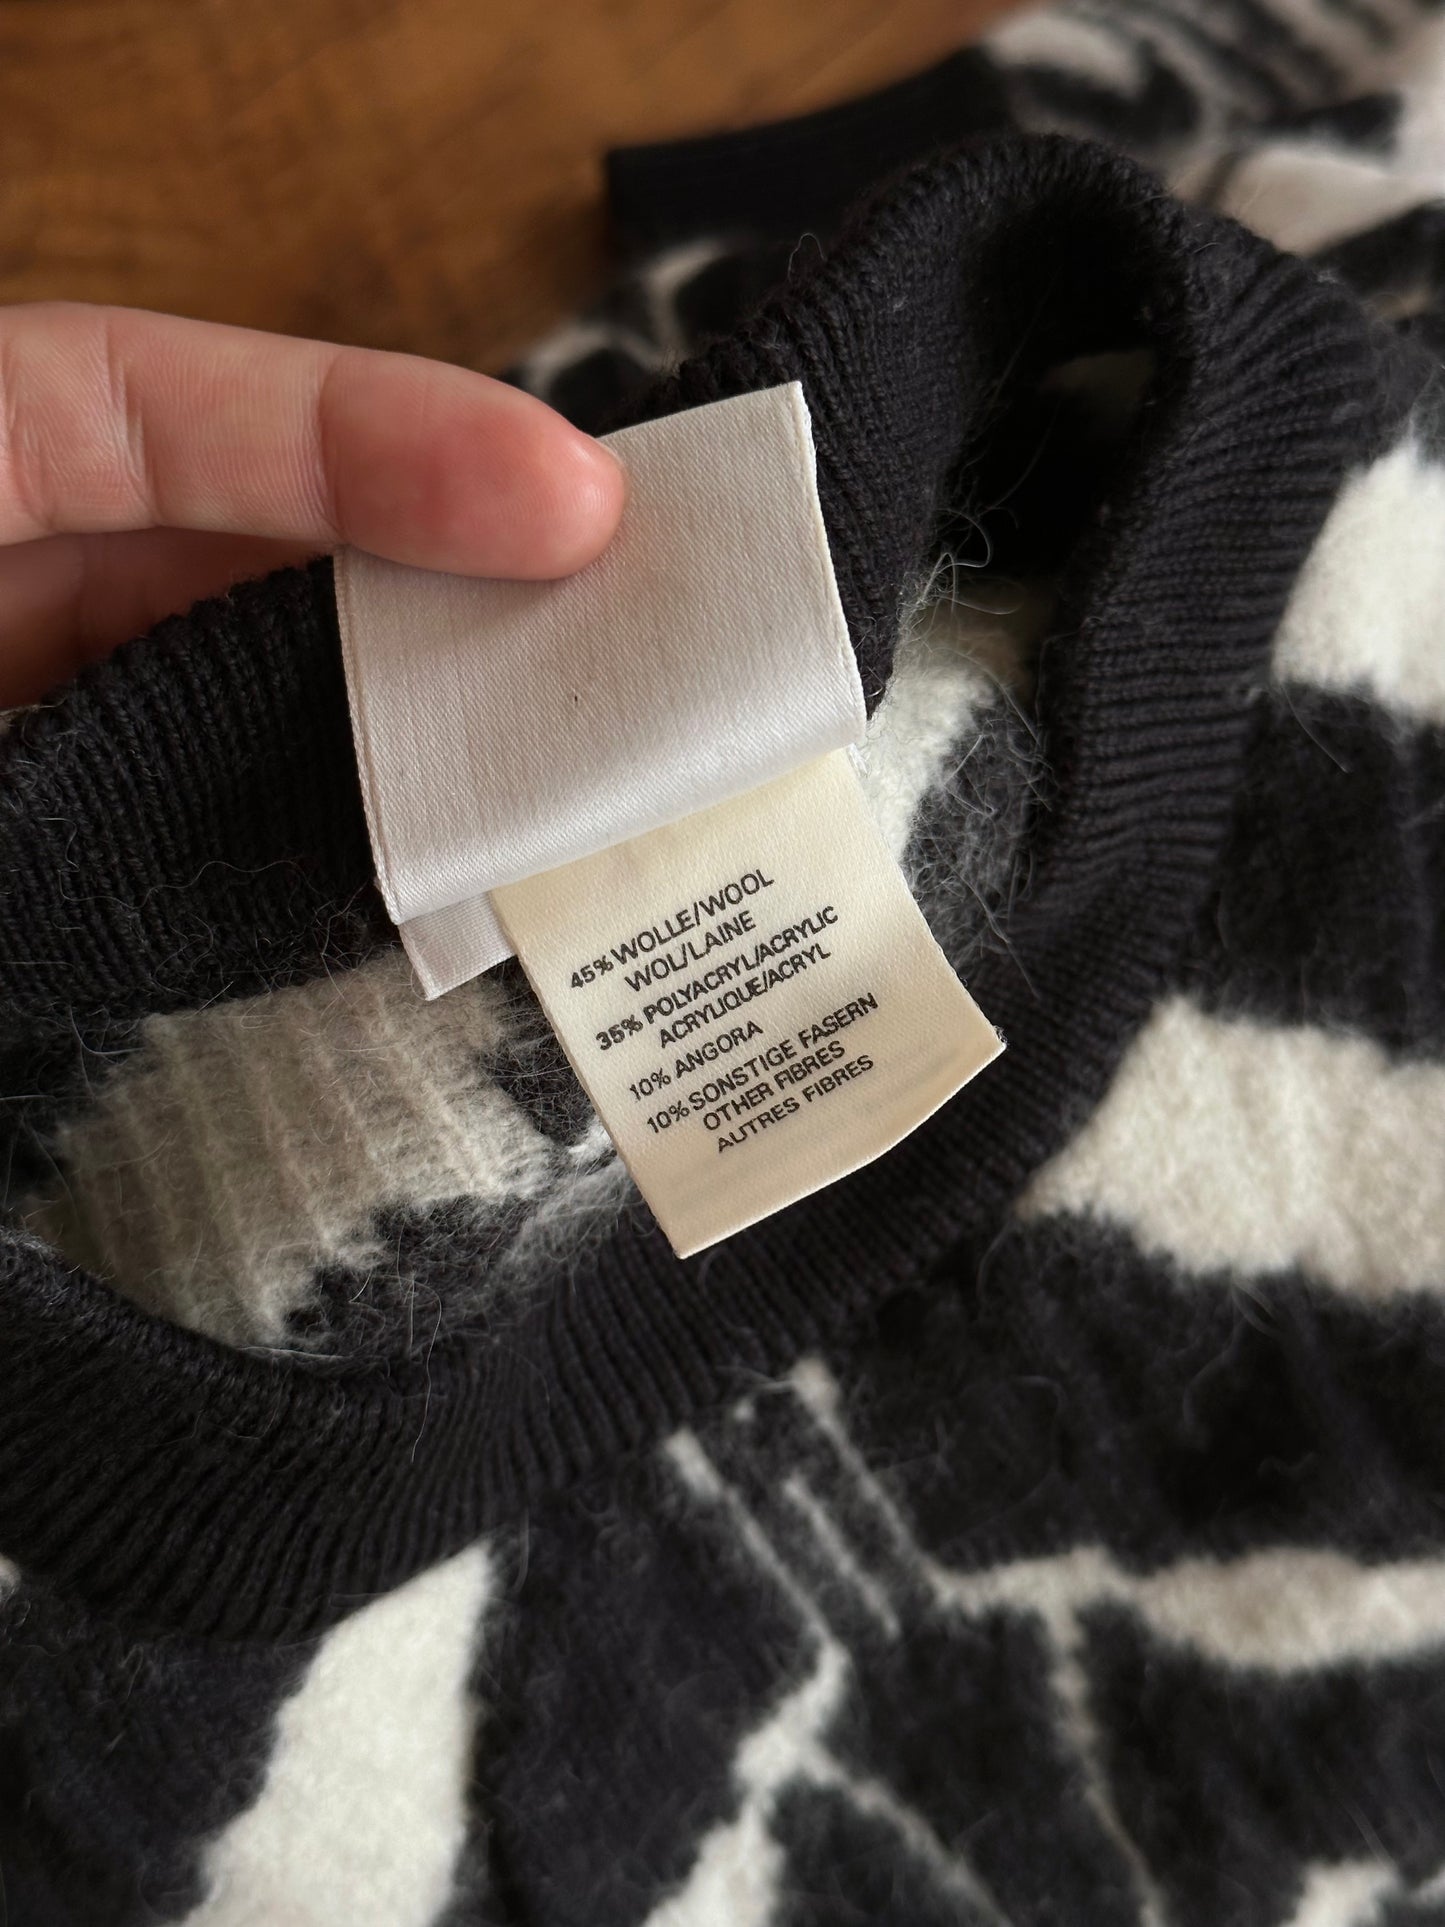 45% WOLLE/WOOL
WOL/LAINE
35% POLYACRYL/ACRYLIC
ACRYLIQUE/ACRYL
10% ANGORA
10% SONSTIGE FASERN
OTHER FIBRES
AUTRES FIBRES